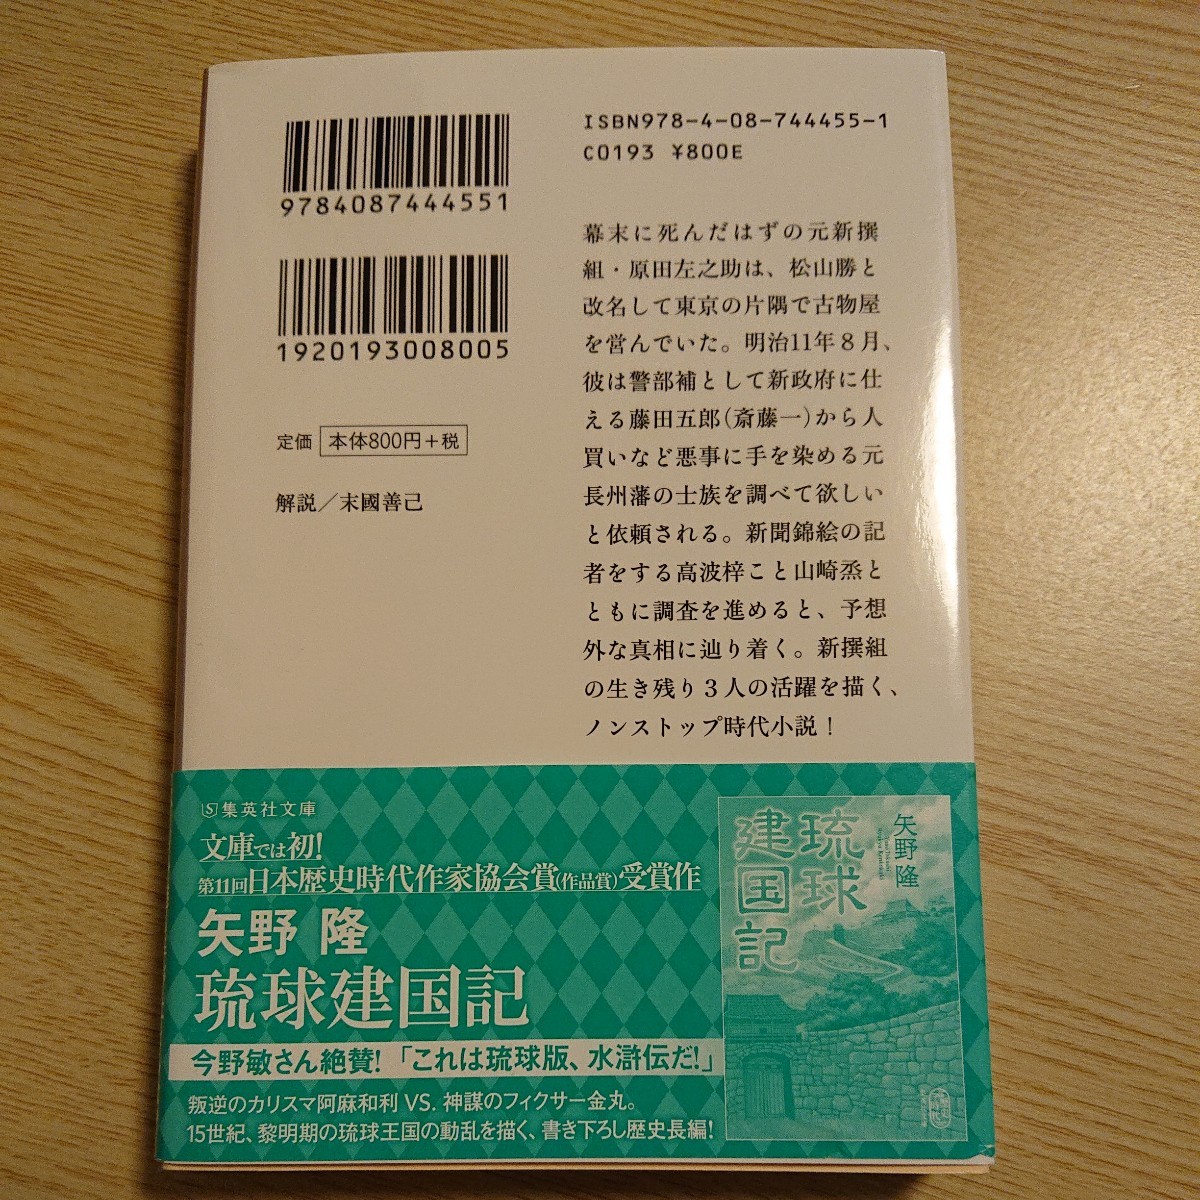 9784087444551
1920193008005
定価 本体800円+税
解説/末國善己
ISBN978-4-08-744455-1
C0193 ¥800E
幕末に死んだはずの元新撰
組・原田左之助は、松山勝と
改名して東京の片隅で古物屋
を営んでいた。明治11年8月、
彼は警部補として新政府に仕
える藤田五郎(斎藤一)から人
買いなど悪事に手を染める元
長州藩の士族を調べて欲しい
と依頼される。新聞錦絵の記
者をする高波梓こと山崎烝と
ともに調査を進めると、予想
外な真相に辿り着く。新撰組
の生き残り3人の活躍を描く、
ノンストップ時代小説!
集英社文庫
文庫では初!
第11回日本歴史時代作家協会賞(作品賞)受賞作
矢野 隆
琉球建国記
今野敏さん絶賛!「これは琉球版、水滸伝だ!」
叛逆のカリスマ阿麻和利 VS. 神謀のフィクサー金丸。
15世紀、黎明期の琉球王国の動乱を描く、書き下ろし歴史長編!
矢野隆
琉球
建国記